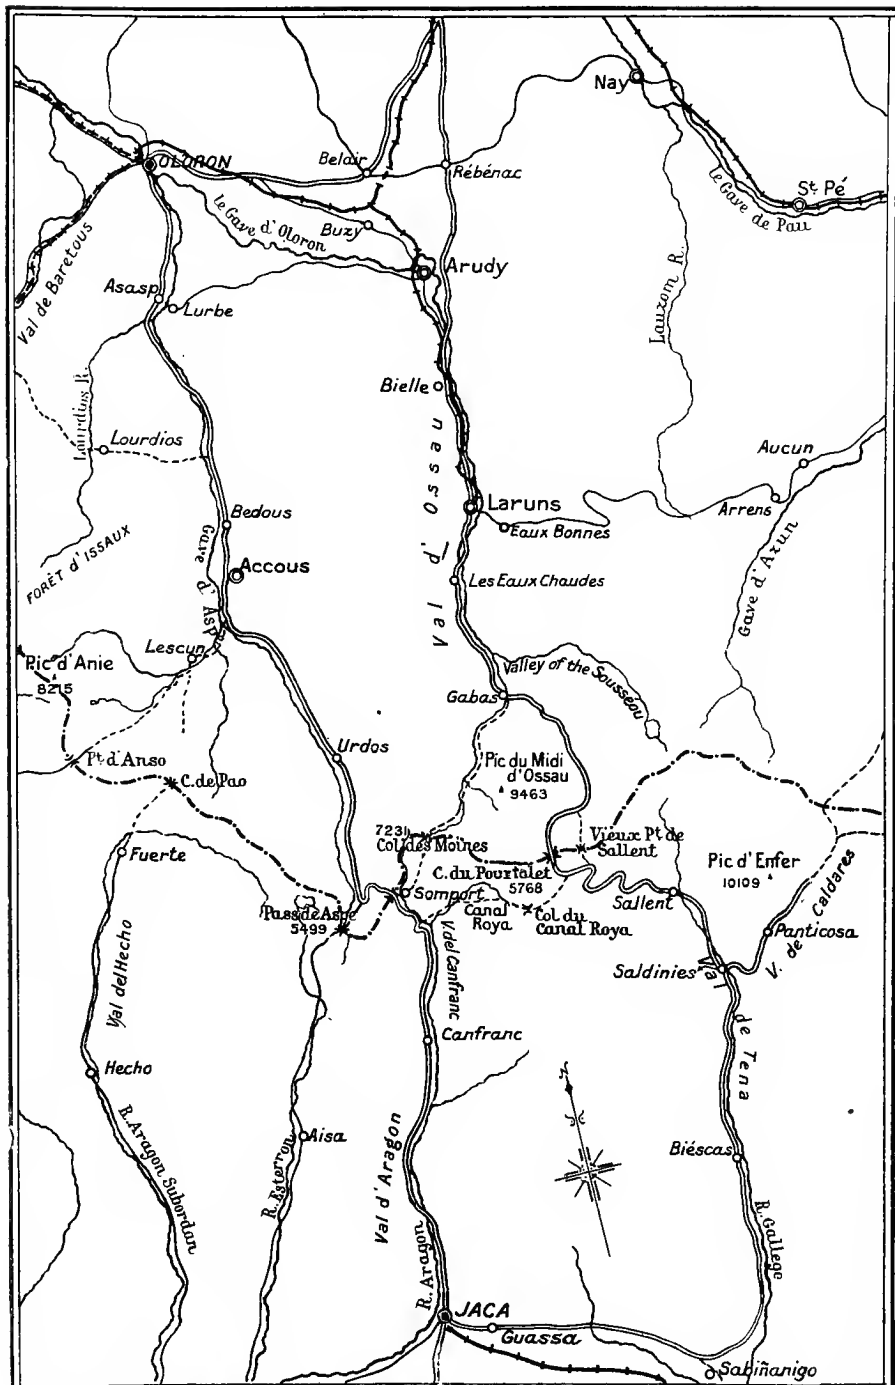 Nay
OLORON
Belair
Rébénac
St. Pé
le Gave de Pau
le Gave d'Oloron
Buzy
Arudy
Val de Baretous
Asasp
Lurbe
Lauzom R.
Bielle
Lourdios R.
Lourdios
Aucun
Laruns
Arrens
Bedous
Eaux Bonnes
Val d'Ossau
FORÊT d'ISSAUX
Gave d'Asp
Accous
Les Eaux Chaudes
Gave d'Azun
Lescun
Pic d'Anie
8215
Valley of the Sousseau
Gabas
Urdos
Pt. d'Anso
C. de Pao
Pic du Midi
d'Ossau
9463
7231
Col des Moines
Vieux Pt de
Sallent
Fuerte
C. du Pourtalet
5768
Pic d'Enfer
10109
Somport
Sallent
Pass de Aspe
5499
Canal
Roya
Col du
Canal Roya
Panticosa
V. de Caldares
V. del Canfranc
Saldinies
Val del Hecho
Val de Tena
Canfranc
Hecho
N
Aisa
Biéscas
R. Aragon Subordan
R. Esterron
Val d'Aragon
R. Aragon
R. Gallego
JACA
Guassa
Sabiñanigo